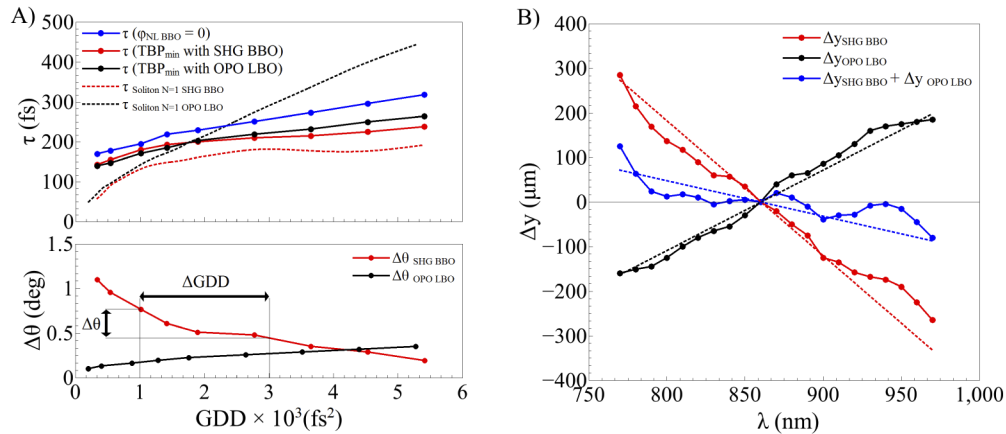 A)
500
400
300
200
100
0
τ (fs)
τ (φNL BBO = 0)
τ (TBPmin with SHG BBO)
τ (TBPmin with OPO LBO)
τ Soliton N=1 SHG BBO
τ Soliton N=1 OPO LBO
1.5
1
0.5
0
Δθ (deg)
Δθ SHG BBO
Δθ OPO LBO
ΔGDD
Δθ
0 1 2 3 4 5 6
GDD × 10³(fs²)
B)
400
300
200
100
0
−100
−200
−300
−400
Δy (μm)
ΔySHG BBO
ΔyOPO LBO
ΔySHG BBO + Δy OPO LBO
750 800 850 900 950 1,000
λ (nm)